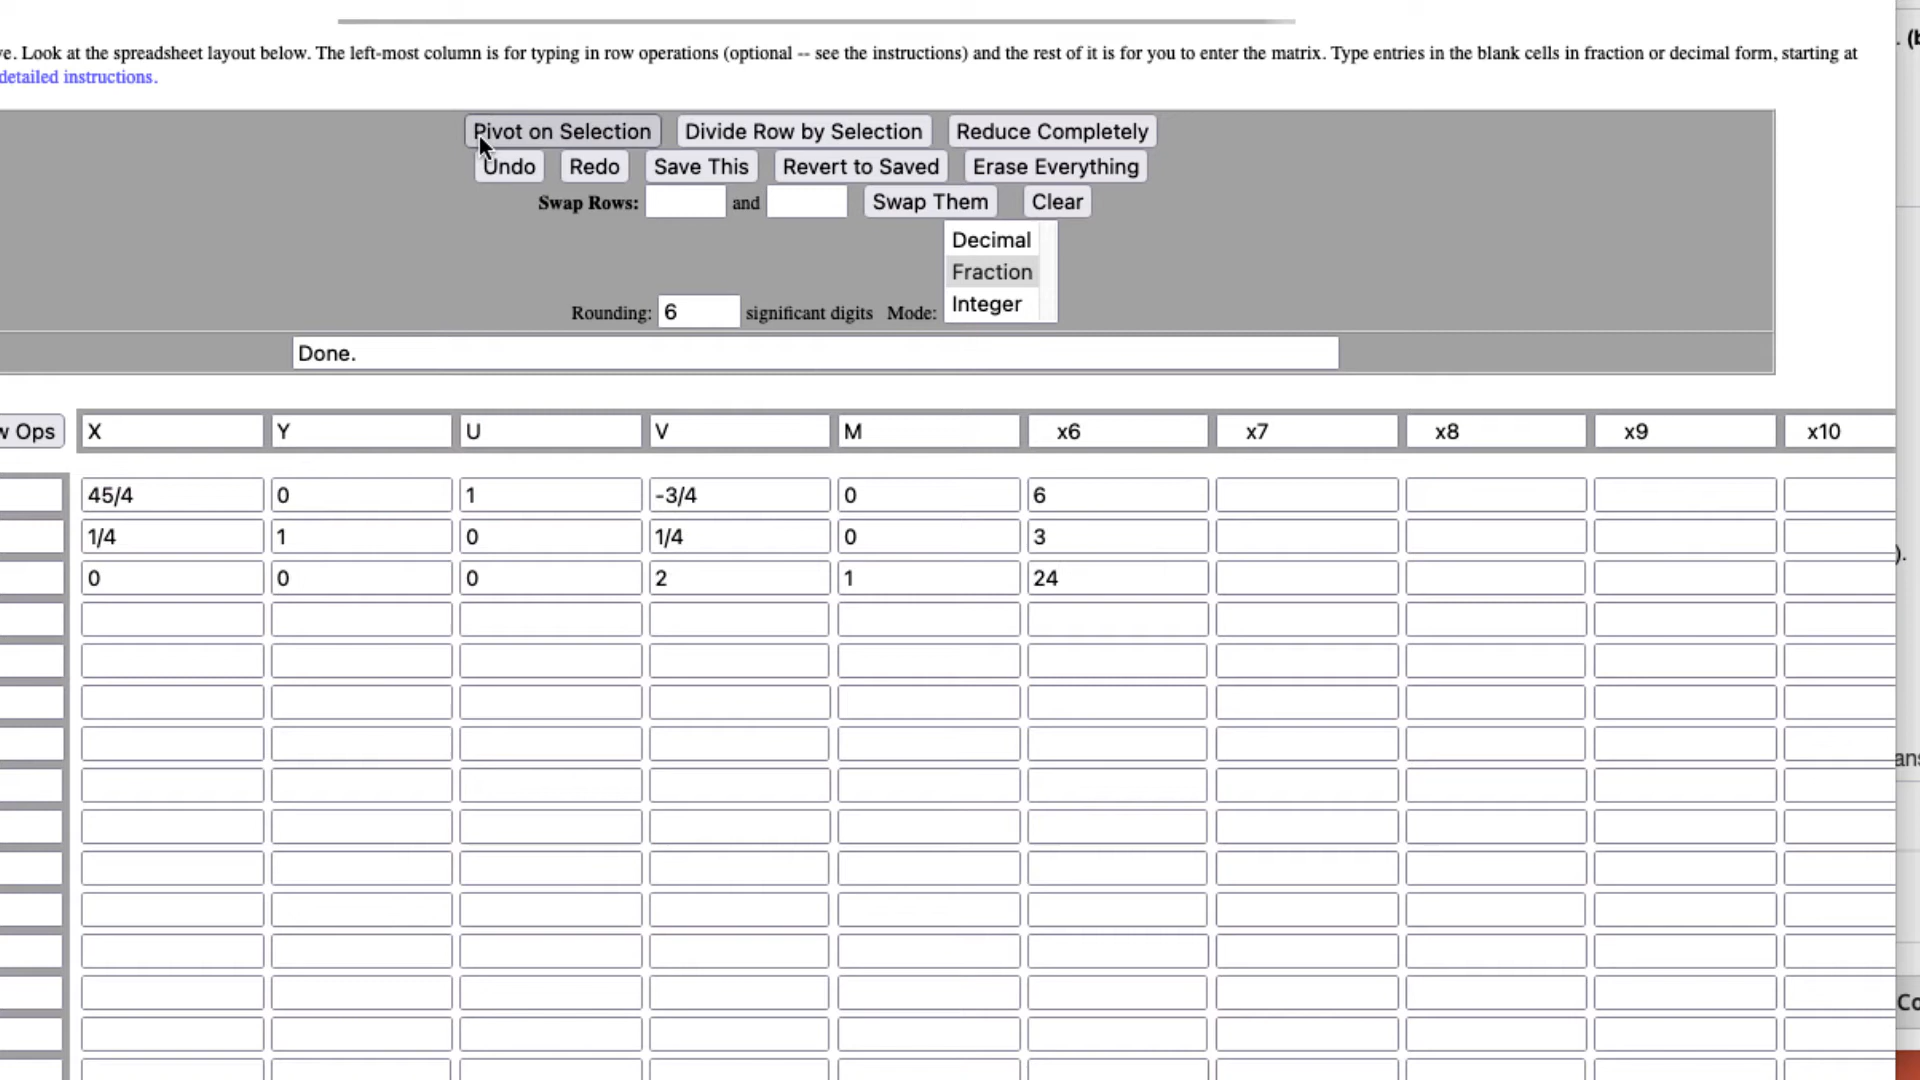 ve. Look at the spreadsheet layout below. The left-most column is for typing in row operations (optional -- see the instructions) and the rest of it is for you to enter the matrix. Type entries in the blank cells in fraction or decimal form, starting at
detailed instructions.
Pivot on Selection Divide Row by Selection Reduce Completely
Undo Redo Save This Revert to Saved Erase Everything
Swap Rows: and Swap Them Clear
Decimal
Fraction
Integer
Rounding: 6 significant digits Mode:
Done.
w Ops X Y U V M x6 x7 x8 x9 x10
45/4 0 1 -3/4 0 6
1/4 1 0 1/4 0 3
0 0 0 2 1 24
. (b
).
ans
Co